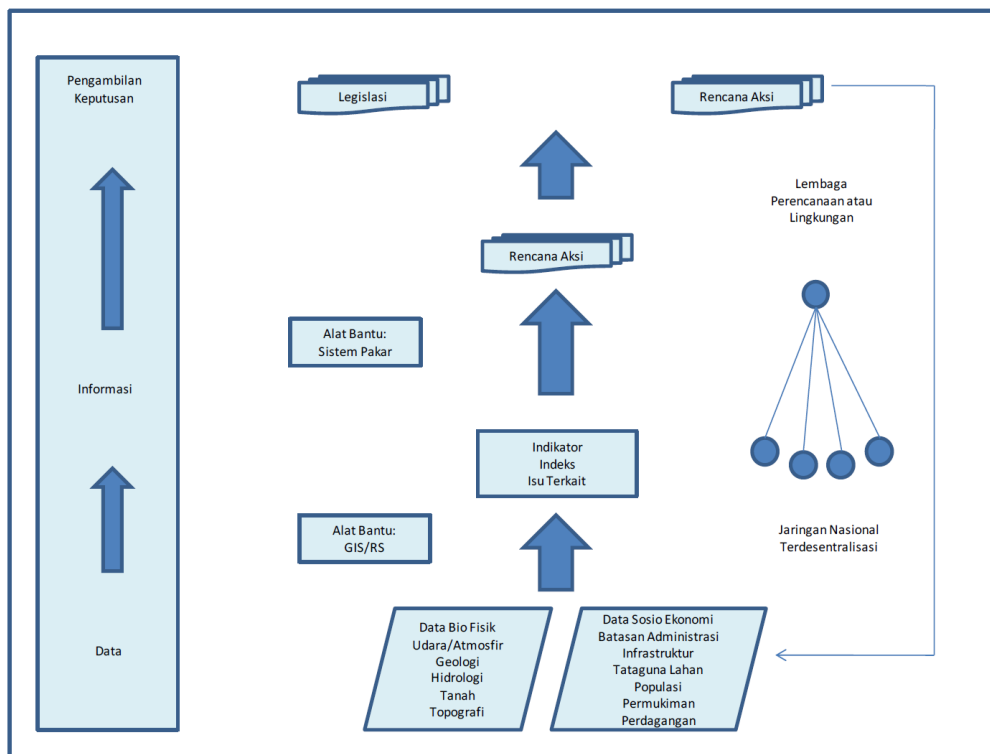 Pengambilan
Keputusan
Informasi
Data
Legislasi
Rencana Aksi
Rencana Aksi
Alat Bantu:
Sistem Pakar
Indikator
Indeks
Isu Terkait
Alat Bantu:
GIS/RS
Data Bio Fisik
Udara/Atmosfir
Geologi
Hidrologi
Tanah
Topografi
Data Sosio Ekonomi
Batasan Administrasi
Infrastruktur
Tataguna Lahan
Populasi
Permukiman
Perdagangan
Lembaga
Perencanaan atau
Lingkungan
Jaringan Nasional
Terdesentralisasi